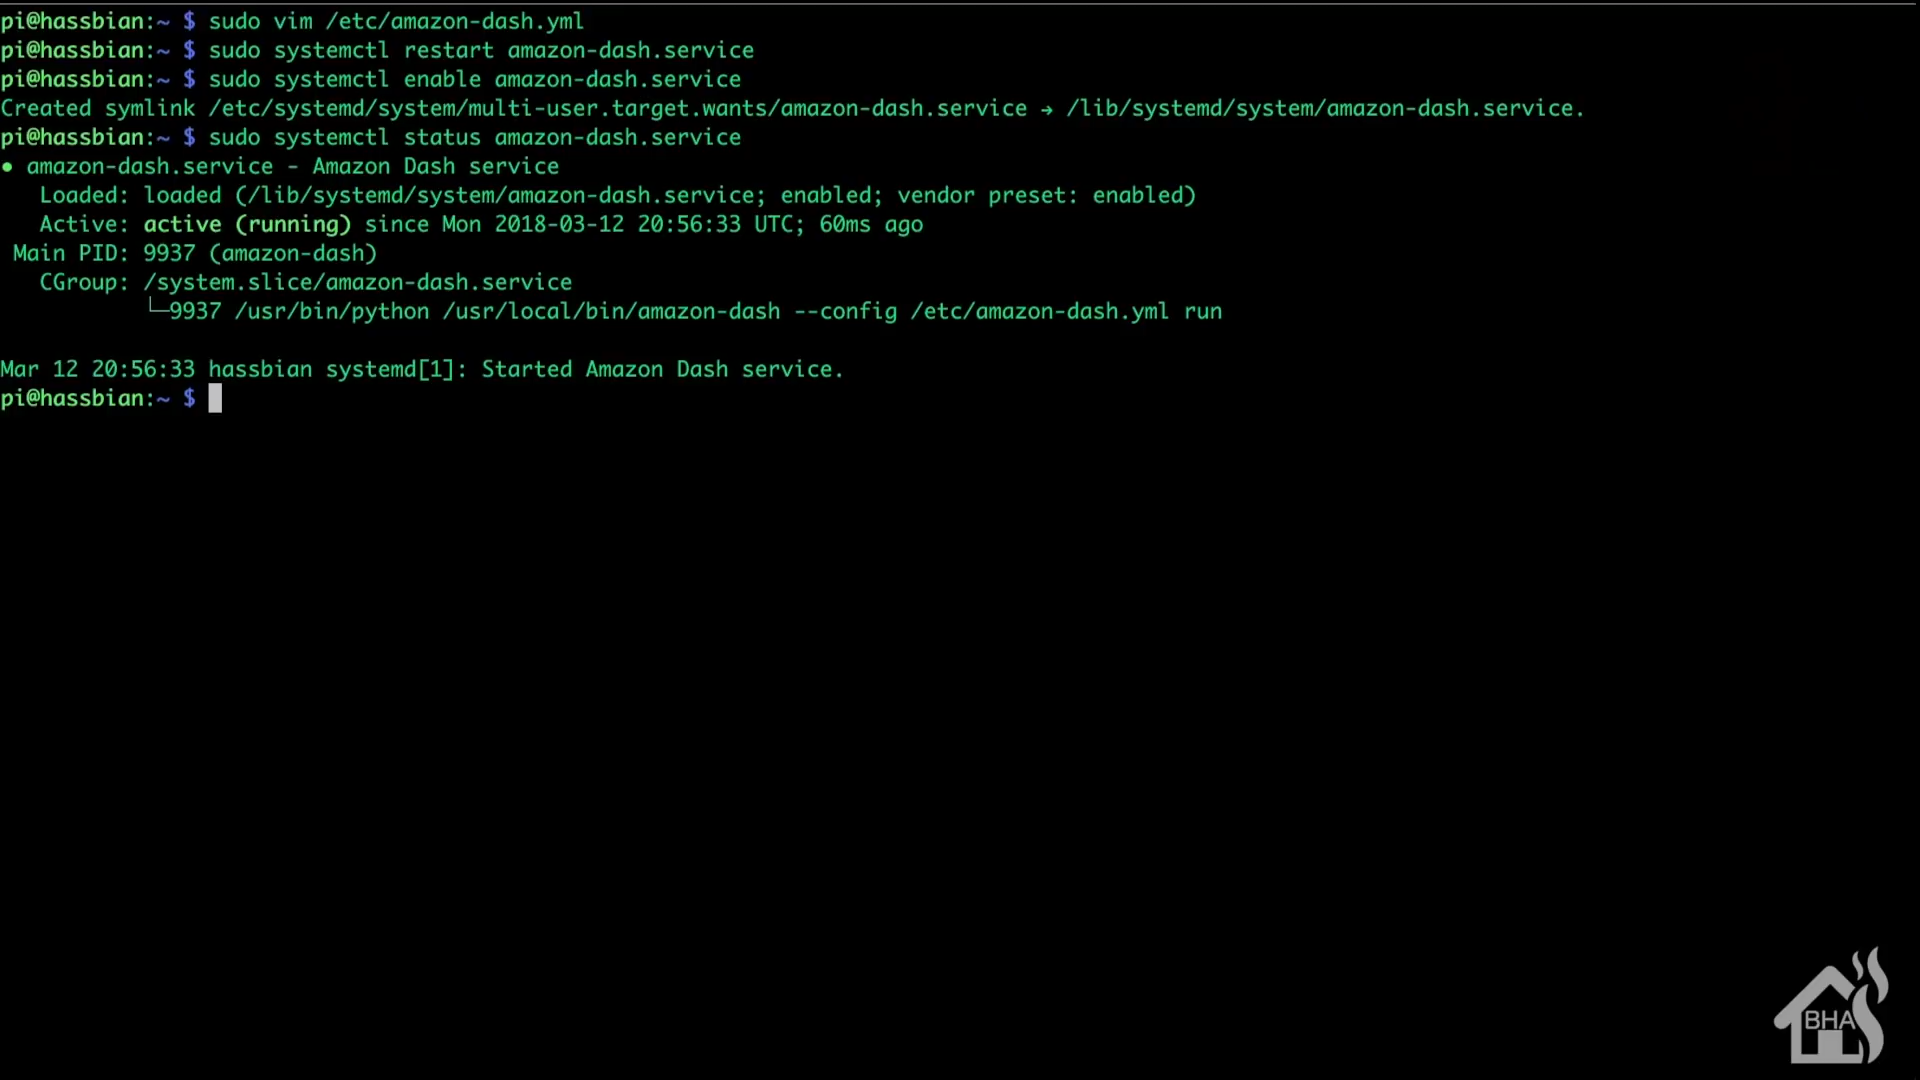 pi@hassbian:~ $ sudo vim /etc/amazon-dash.yml
pi@hassbian:~ $ sudo systemctl restart amazon-dash.service
pi@hassbian:~ $ sudo systemctl enable amazon-dash.service
Created symlink /etc/systemd/system/multi-user.target.wants/amazon-dash.service → /lib/systemd/system/amazon-dash.service.
pi@hassbian:~ $ sudo systemctl status amazon-dash.service
● amazon-dash.service - Amazon Dash service
   Loaded: loaded (/lib/systemd/system/amazon-dash.service; enabled; vendor preset: enabled)
   Active: active (running) since Mon 2018-03-12 20:56:33 UTC; 60ms ago
 Main PID: 9937 (amazon-dash)
   CGroup: /system.slice/amazon-dash.service
           └─9937 /usr/bin/python /usr/local/bin/amazon-dash --config /etc/amazon-dash.yml run
Mar 12 20:56:33 hassbian systemd[1]: Started Amazon Dash service.
pi@hassbian:~ $
BHA